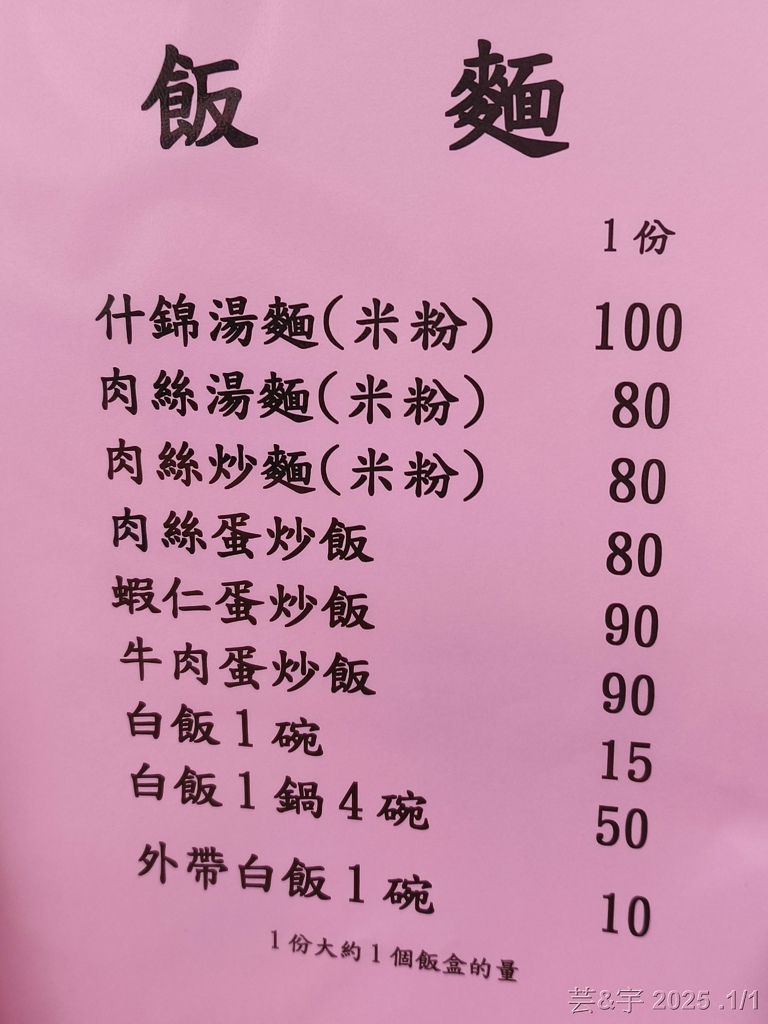 飯 麵
1份
什錦湯麵(米粉) 100
肉絲湯麵(米粉) 80
肉絲炒麵(米粉) 80
肉絲蛋炒飯 80
蝦仁蛋炒飯 90
牛肉蛋炒飯 90
白飯1碗 15
白飯1鍋4碗 50
外帶白飯1碗 10
1份大約1個飯盒的量
芸&宇 2025 .1/1